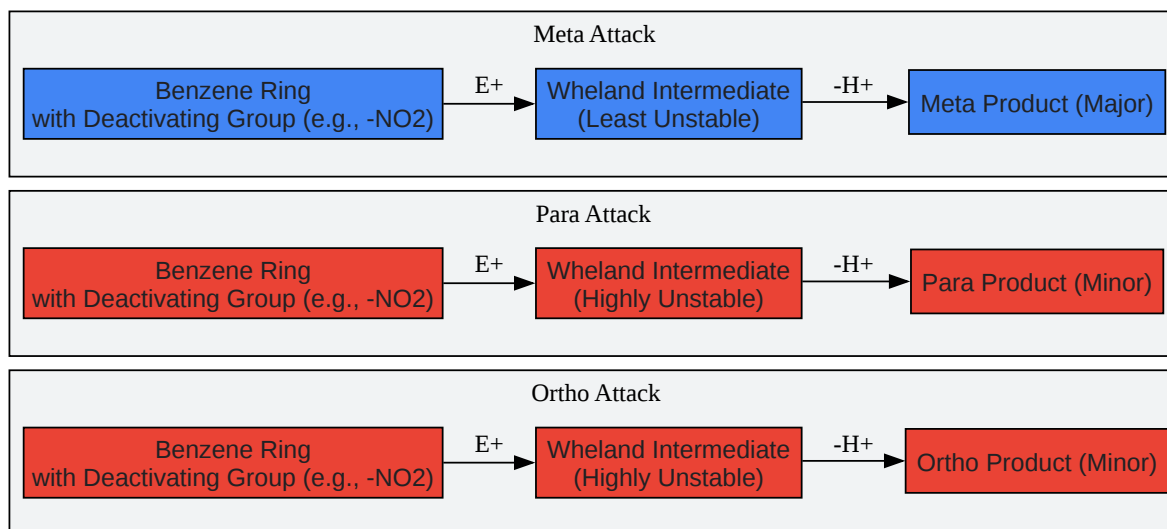 Meta Attack
Benzene Ring
with Deactivating Group (e.g., -NO2)
E+
Wheland Intermediate
(Least Unstable)
-H+
Meta Product (Major)
Para Attack
Benzene Ring
with Deactivating Group (e.g., -NO2)
E+
Wheland Intermediate
(Highly Unstable)
-H+
Para Product (Minor)
Ortho Attack
Benzene Ring
with Deactivating Group (e.g., -NO2)
E+
Wheland Intermediate
(Highly Unstable)
-H+
Ortho Product (Minor)